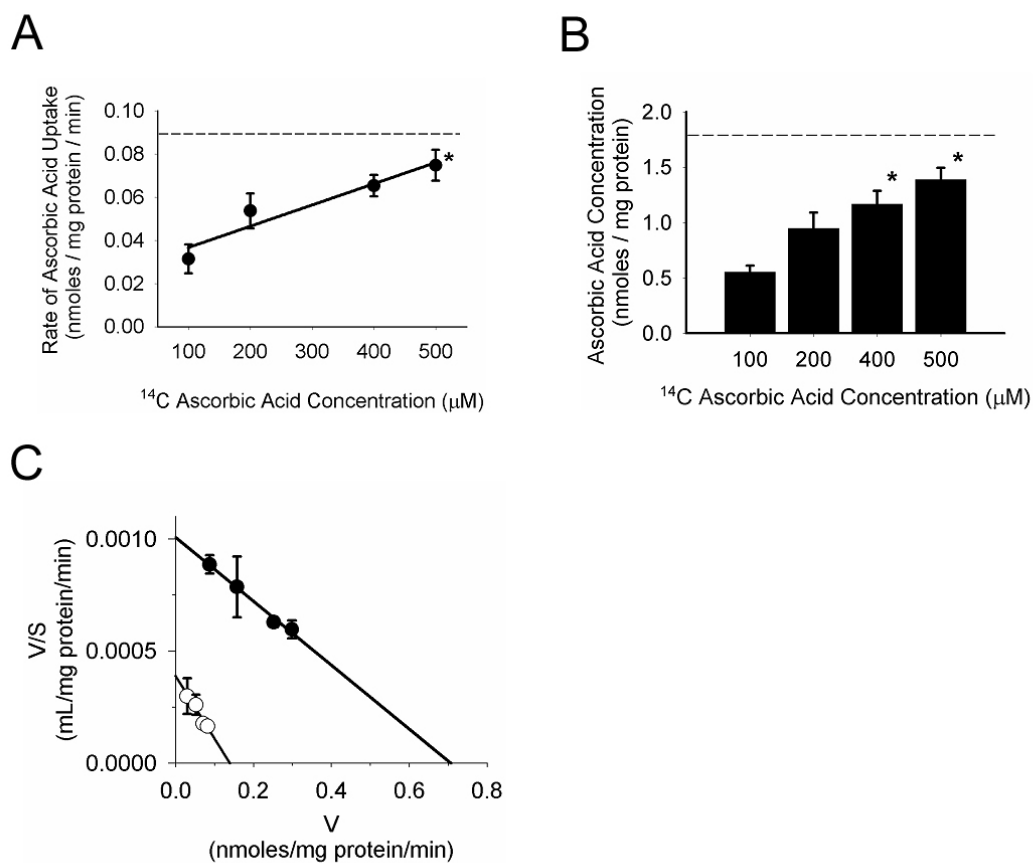 A
Rate of Ascorbic Acid Uptake
(nmoles / mg protein / min)
0.10
0.08
0.06
0.04
0.02
0.00
*
100 200 300 400 500
¹⁴C Ascorbic Acid Concentration (μM)
B
Ascorbic Acid Concentration
(nmoles / mg protein)
2.0
1.5
1.0
0.5
0.0
* *
100 200 400 500
¹⁴C Ascorbic Acid Concentration (μM)
C
V/S
(mL/mg protein/min)
0.0010
0.0005
0.0000
0.0 0.2 0.4 0.6 0.8
V
(nmoles/mg protein/min)